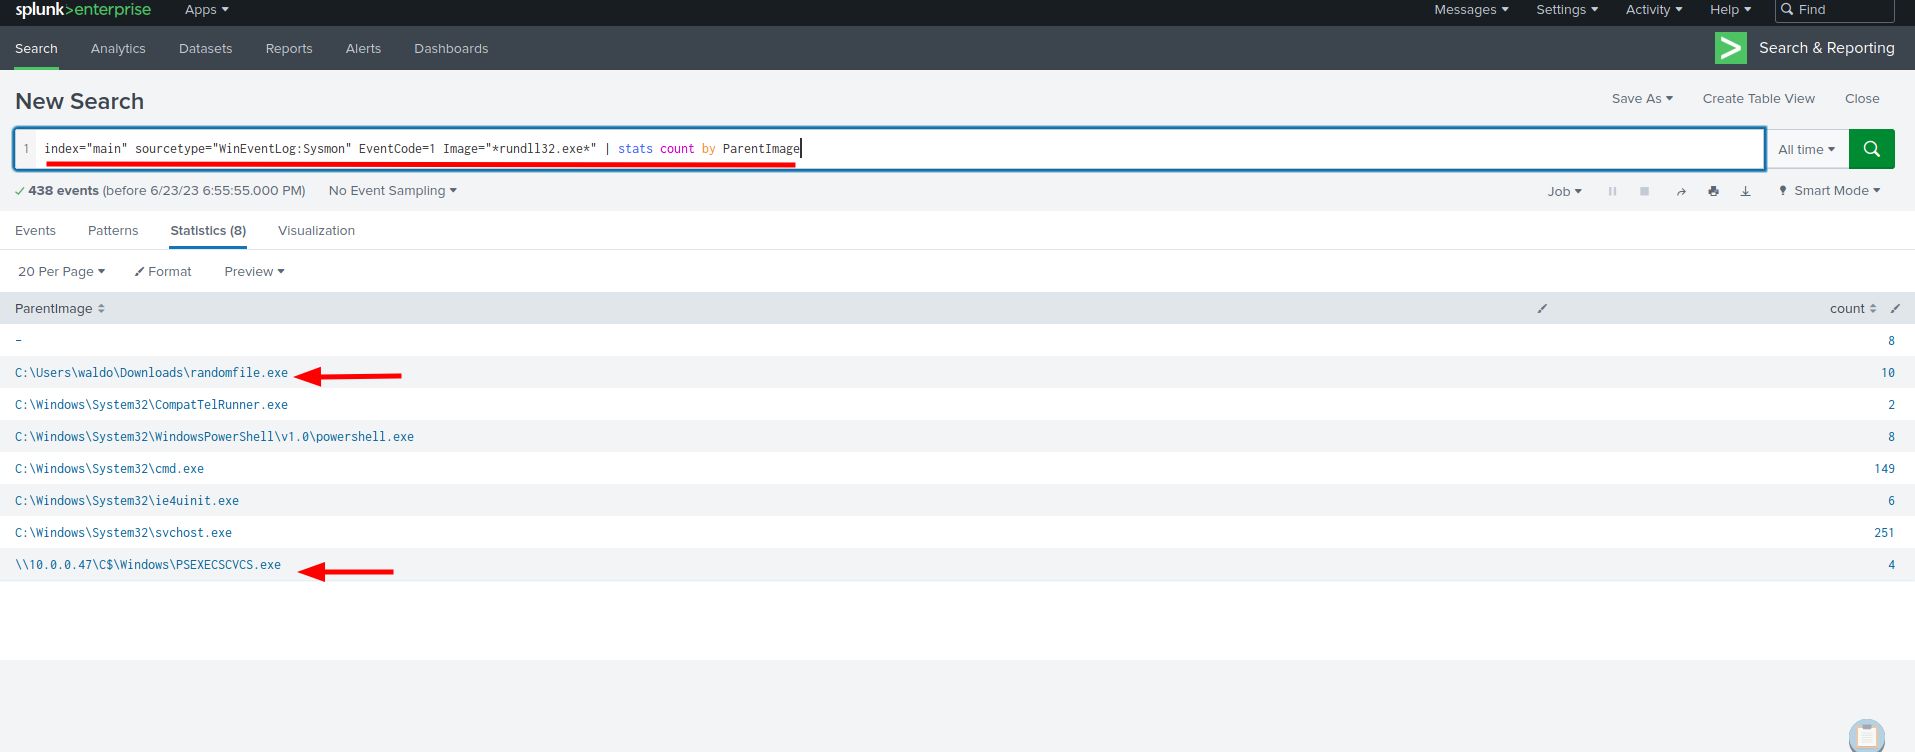 splunk>enterprise Apps Messages Settings Activity Help Find
Search Analytics Datasets Reports Alerts Dashboards Search & Reporting
New Search Save As Create Table View Close
1 index="main" sourcetype="WinEventLog:Sysmon" EventCode=1 Image="*rundll32.exe*" | stats count by ParentImage All time
438 events (before 6/23/23 6:55:55.000 PM) No Event Sampling Job Smart Mode
Events Patterns Statistics (8) Visualization
20 Per Page Format Preview
ParentImage count
- 8
C:\Users\waldo\Downloads\randomfile.exe 10
C:\Windows\System32\CompatTelRunner.exe 2
C:\Windows\System32\WindowsPowerShell\v1.0\powershell.exe 8
C:\Windows\System32\cmd.exe 149
C:\Windows\System32\ie4uinit.exe 6
C:\Windows\System32\svchost.exe 251
\\10.0.0.47\C$\Windows\PSEXECSCVCS.exe 4